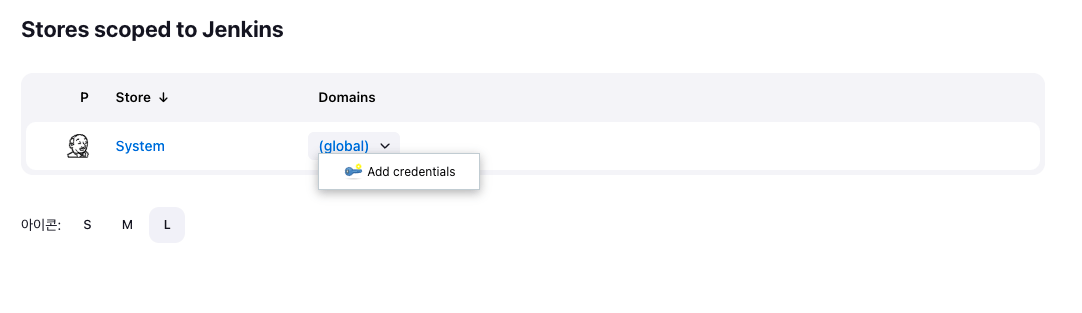 Stores scoped to Jenkins
P Store ↓ Domains
System (global)
Add credentials
아이콘: S M L